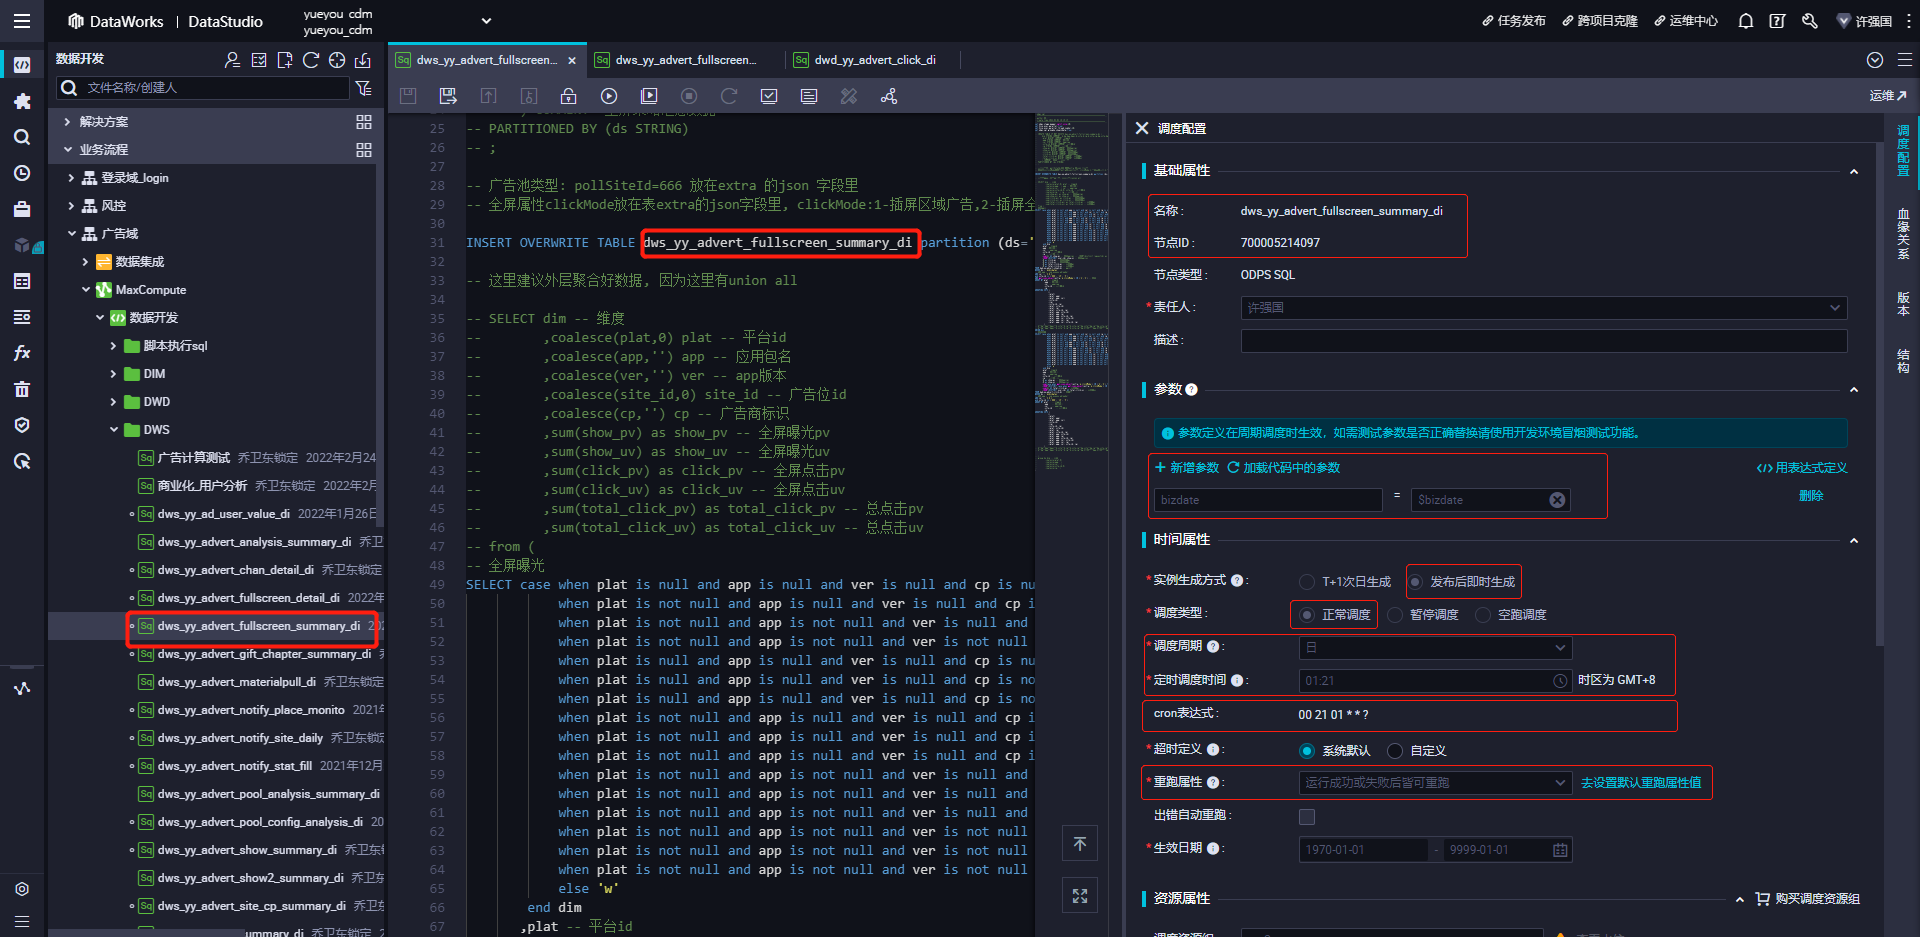 DataWorks | DataStudio
yueyou_cdm
yueyou_cdm
任务发布
跨项目克隆
运维中心
许强国
数据开发
文件名称/创建人
解决方案
业务流程
登录域_login
风控
广告域
数据集成
MaxCompute
数据开发
脚本执行sql
DIM
DWD
DWS
Sq 广告计算测试 乔卫东锁定 2022年2月24
Sq 商业化_用户分析 乔卫东锁定 2022年2月
Sq dws_yy_ad_user_value_di 2022年1月26日
Sq dws_yy_advert_analysis_summary_di 乔卫
Sq dws_yy_advert_chan_detail_di 乔卫东锁定
Sq dws_yy_advert_fullscreen_detail_di 2022年
Sq dws_yy_advert_fullscreen_summary_di
Sq dws_yy_advert_gift_chapter_summary_di
Sq dws_yy_advert_materialpull_di 乔卫东锁定
Sq dws_yy_advert_notify_place_monito 2021
Sq dws_yy_advert_notify_site_daily 乔卫东锁定
Sq dws_yy_advert_notify_stat_fill 2021年12月
Sq dws_yy_advert_pool_analysis_summary_di
Sq dws_yy_advert_pool_config_analysis_di 20
Sq dws_yy_advert_show_summary_di 乔卫东
Sq dws_yy_advert_show2_summary_di 乔卫东
Sq dws_yy_advert_site_cp_summary_di 乔卫东
ummary_di 乔卫东锁定 2
Sq dws_yy_advert_fullscreen...
Sq dws_yy_advert_fullscreen...
Sq dwd_yy_advert_click_di
运维
25 -- PARTITIONED BY (ds STRING)
26 -- ;
27
28 -- 广告池类型: pollSiteId=666 放在extra 的json 字段里
29 -- 全屏属性clickMode放在表extra的json字段里, clickMode:1-插屏区域广告,2-插屏全
30
31 INSERT OVERWRITE TABLE dws_yy_advert_fullscreen_summary_di partition (ds='
32
33 -- 这里建议外层聚合好数据, 因为这里有union all
34
35 -- SELECT dim -- 维度
36 -- ,coalesce(plat,0) plat -- 平台id
37 -- ,coalesce(app,'') app -- 应用包名
38 -- ,coalesce(ver,'') ver -- app版本
39 -- ,coalesce(site_id,0) site_id -- 广告位id
40 -- ,coalesce(cp,'') cp -- 广告商标识
41 -- ,sum(show_pv) as show_pv -- 全屏曝光pv
42 -- ,sum(show_uv) as show_uv -- 全屏曝光uv
43 -- ,sum(click_pv) as click_pv -- 全屏点击pv
44 -- ,sum(click_uv) as click_uv -- 全屏点击uv
45 -- ,sum(total_click_pv) as total_click_pv -- 总点击pv
46 -- ,sum(total_click_uv) as total_click_uv -- 总点击uv
47 -- from (
48 -- 全屏曝光
49 SELECT case when plat is null and app is null and ver is null and cp is nu
50 when plat is not null and app is null and ver is null and cp i
51 when plat is null and app is not null and ver is null and cp i
52 when plat is null and app is null and ver is not null
53 when plat is null and app is null and ver is null and cp is nu
54 when plat is null and app is null and ver is null and cp is no
55 when plat is null and app is null and ver is null and cp is no
56 when plat is not null and app is null and ver is null and cp i
57 when plat is null and app is not null and ver is null and cp i
58 when plat is not null and app is null and ver is null and cp i
59 when plat is not null and app is not null and ver is null and
60 when plat is not null and app is not null and ver is null and
61 when plat is not null and app is not null and ver is null and
62 when plat is not null and app is not null and ver is not null
63 when plat is not null and app is not null and ver is not null
64 when plat is not null and app is not null and ver is not null
65 else 'w'
66 end dim
67 ,plat -- 平台id
调度配置
基础属性
名称: dws_yy_advert_fullscreen_summary_di
节点ID: 700005214097
节点类型: ODPS SQL
*责任人: 许强国
描述:
参数
参数定义在周期调度时生效，如需测试参数是否正确替换请使用开发环境冒烟测试功能。
+ 新增参数 加载代码中的参数 </> 用表达式定义
bizdate = $bizdate 删除
时间属性
*实例生成方式: T+1次日生成 发布后即时生成
*调度类型: 正常调度 暂停调度 空跑调度
*调度周期: 日
*定时调度时间: 01:21 时区为 GMT+8
cron表达式: 00 21 01 * * ?
*超时定义: 系统默认 自定义
*重跑属性: 运行成功或失败后皆可重跑 去设置默认重跑属性值
出错自动重跑:
*生效日期: 1970-01-01 - 9999-01-01
资源属性 购买调度资源组
调度配置
血缘关系
版本
结构